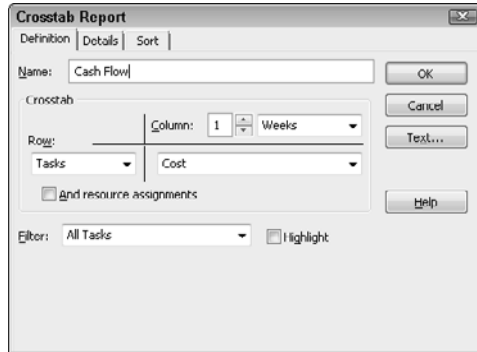 Crosstab Report
Definition Details Sort
Name: Cash Flow OK
Crosstab Cancel
Column: 1 Weeks Text...
Row:
Tasks Cost
And resource assignments Help
Filter: All Tasks Highlight